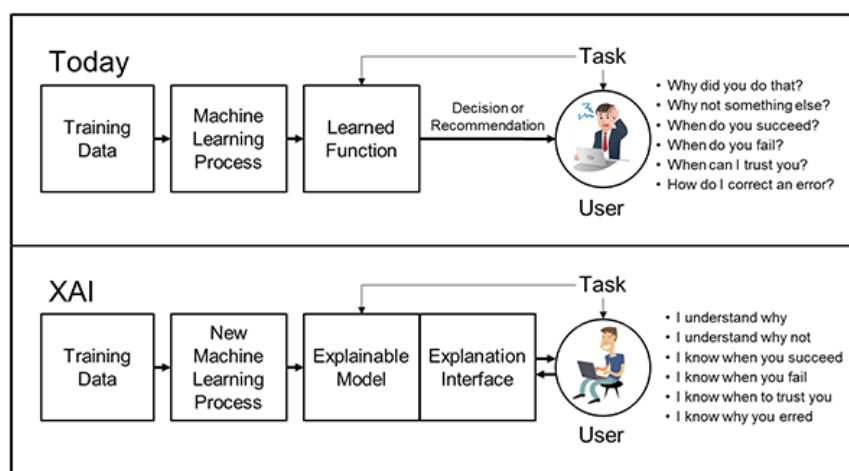 Today
Task
Training
Data
Machine
Learning
Process
Learned
Function
Decision or
Recommendation
User
• Why did you do that?
• Why not something else?
• When do you succeed?
• When do you fail?
• When can I trust you?
• How do I correct an error?
XAI
Task
Training
Data
New
Machine
Learning
Process
Explainable
Model
Explanation
Interface
User
• I understand why
• I understand why not
• I know when you succeed
• I know when you fail
• I know when to trust you
• I know why you erred